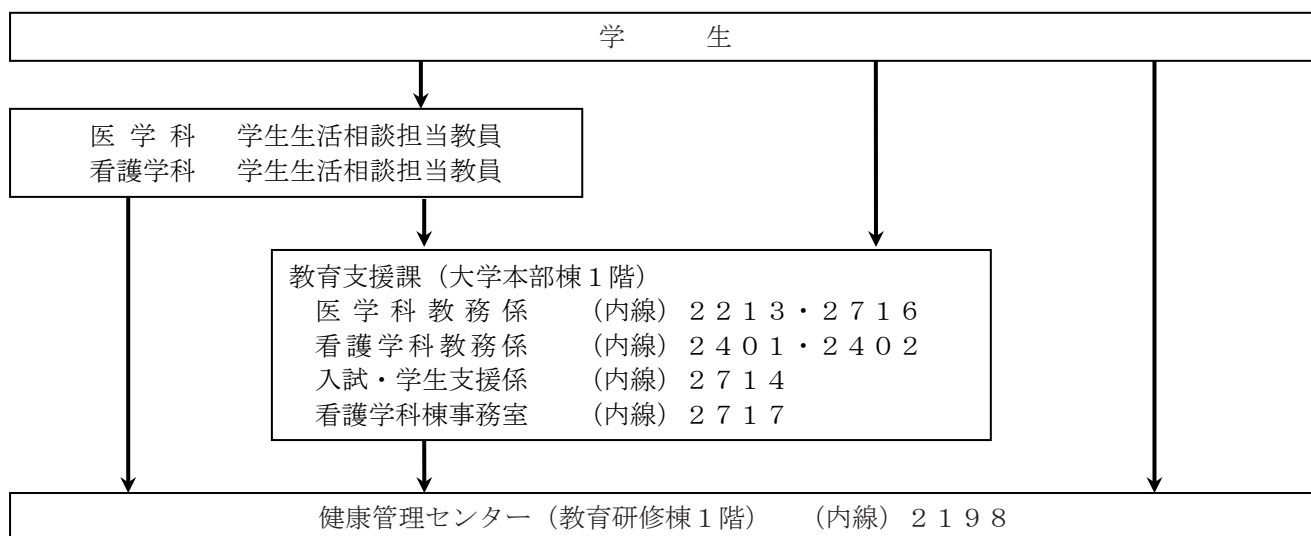 学　　生
医 学 科　学生生活相談担当教員
看護学科　学生生活相談担当教員
教育支援課（大学本部棟１階）
医 学 科 教 務 係　（内線）２２１３・２７１６
看護学科教務係　（内線）２４０１・２４０２
入試・学生支援係　（内線）２７１４
看護学科棟事務室　（内線）２７１７
健康管理センター（教育研修棟１階）　（内線）２１９８